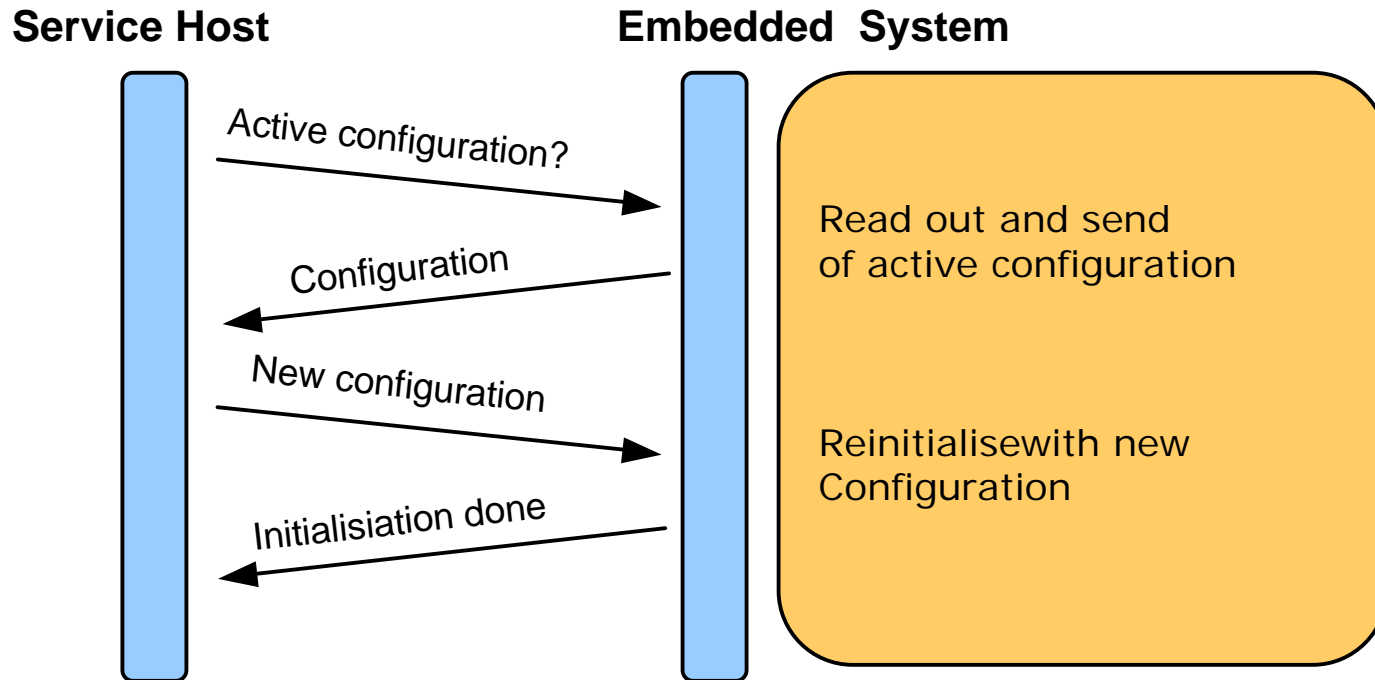 Service Host
Embedded  System
Active configuration?
Read out and send
of active configuration
Configuration
New configuration
Reinitialisewith new
Configuration
Initialisiation done